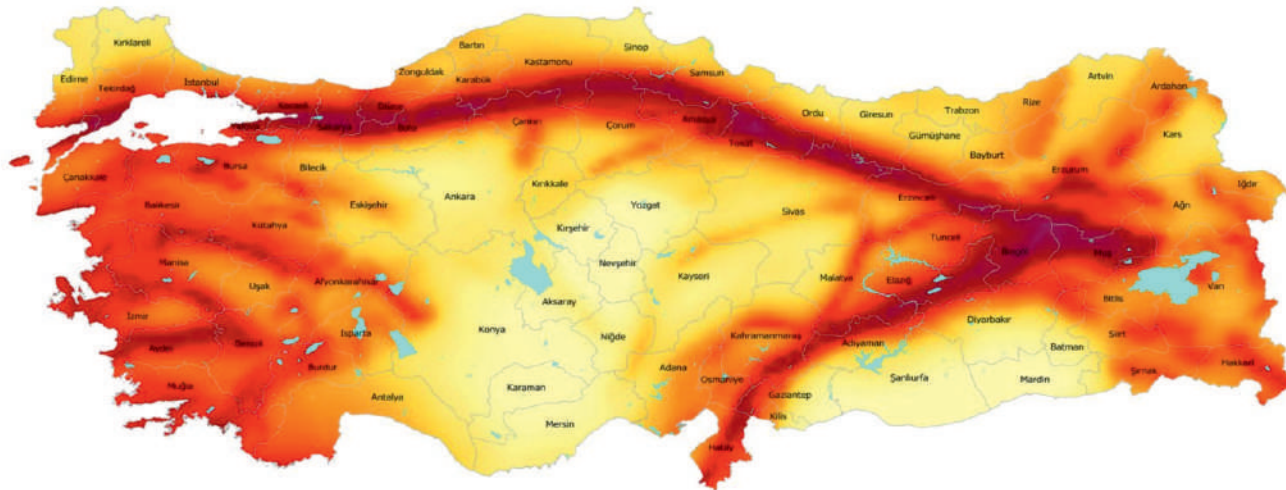 Kırklareli
Edirne
Tekirdağ
İstanbul
Kocaeli
Yalova
Sakarya
Düzce
Bolu
Zonguldak
Bartın
Karabük
Kastamonu
Sinop
Samsun
Çankırı
Çorum
Amasya
Tokat
Ordu
Giresun
Trabzon
Gümüşhane
Bayburt
Rize
Artvin
Ardahan
Kars
Iğdır
Ağrı
Erzurum
Erzincan
Çanakkale
Balıkesir
Bursa
Bilecik
Kütahya
Eskişehir
Ankara
Kırıkkale
Yozgat
Kırşehir
Sivas
Tunceli
Bingöl
Muş
Manisa
Uşak
Afyonkarahisar
Nevşehir
Kayseri
Malatya
Elazığ
Bitlis
Van
İzmir
Aydın
Denizli
Isparta
Burdur
Aksaray
Konya
Niğde
Kahramanmaraş
Adıyaman
Diyarbakır
Batman
Siirt
Şırnak
Hakkari
Muğla
Antalya
Karaman
Mersin
Adana
Osmaniye
Gaziantep
Kilis
Şanlıurfa
Mardin
Hatay